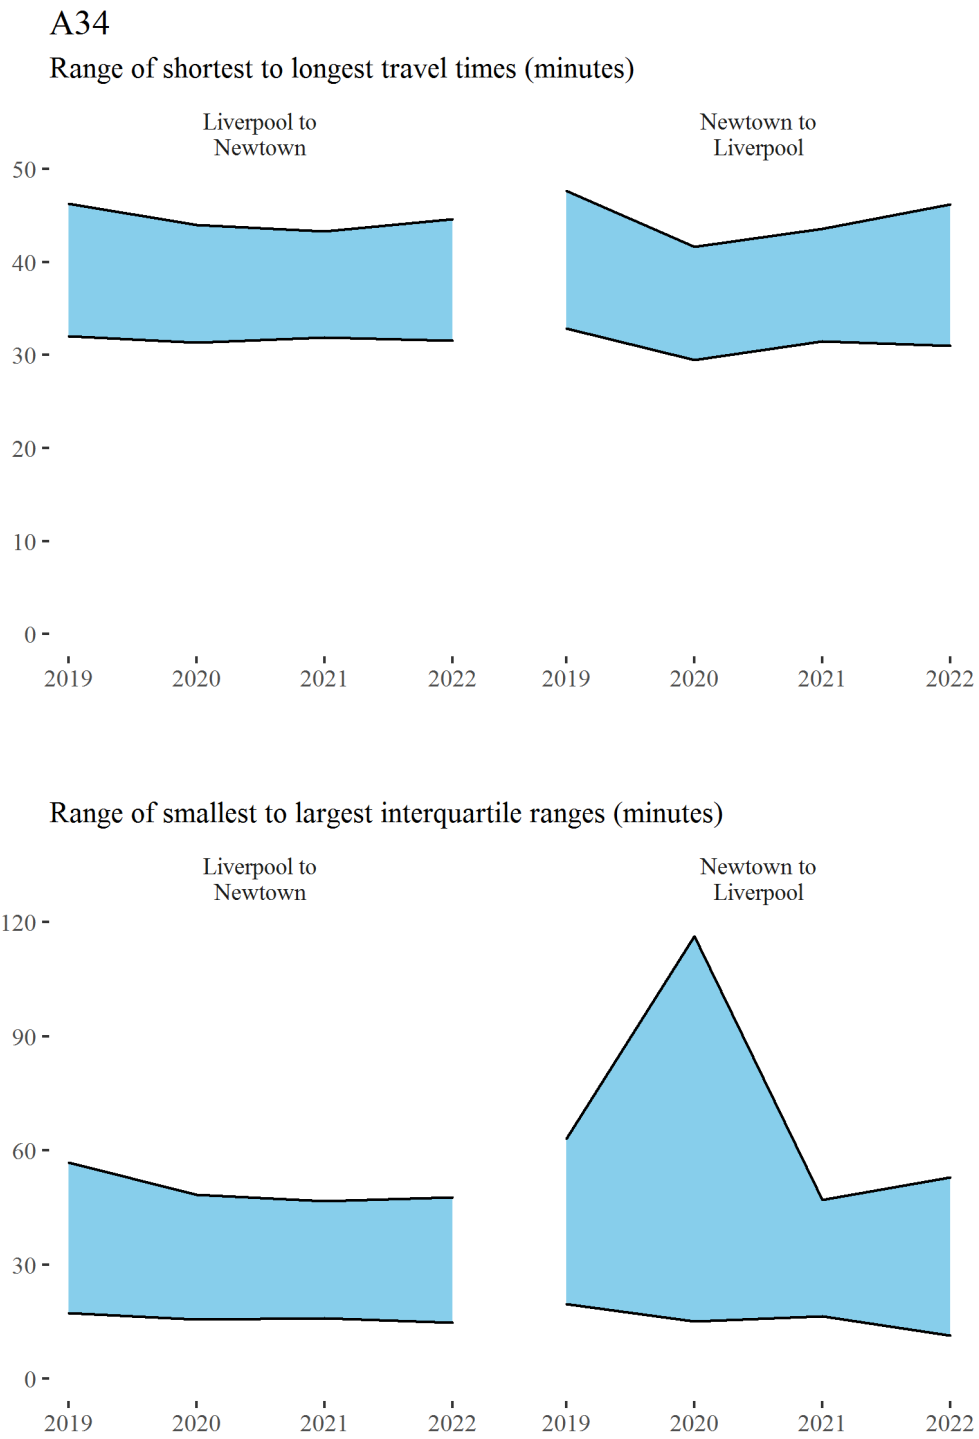 A34
Range of shortest to longest travel times (minutes)
Liverpool to
Newtown
Newtown to
Liverpool
50
40
30
20
10
0
2019 2020 2021 2022 2019 2020 2021 2022
Range of smallest to largest interquartile ranges (minutes)
Liverpool to
Newtown
Newtown to
Liverpool
120
90
60
30
0
2019 2020 2021 2022 2019 2020 2021 2022